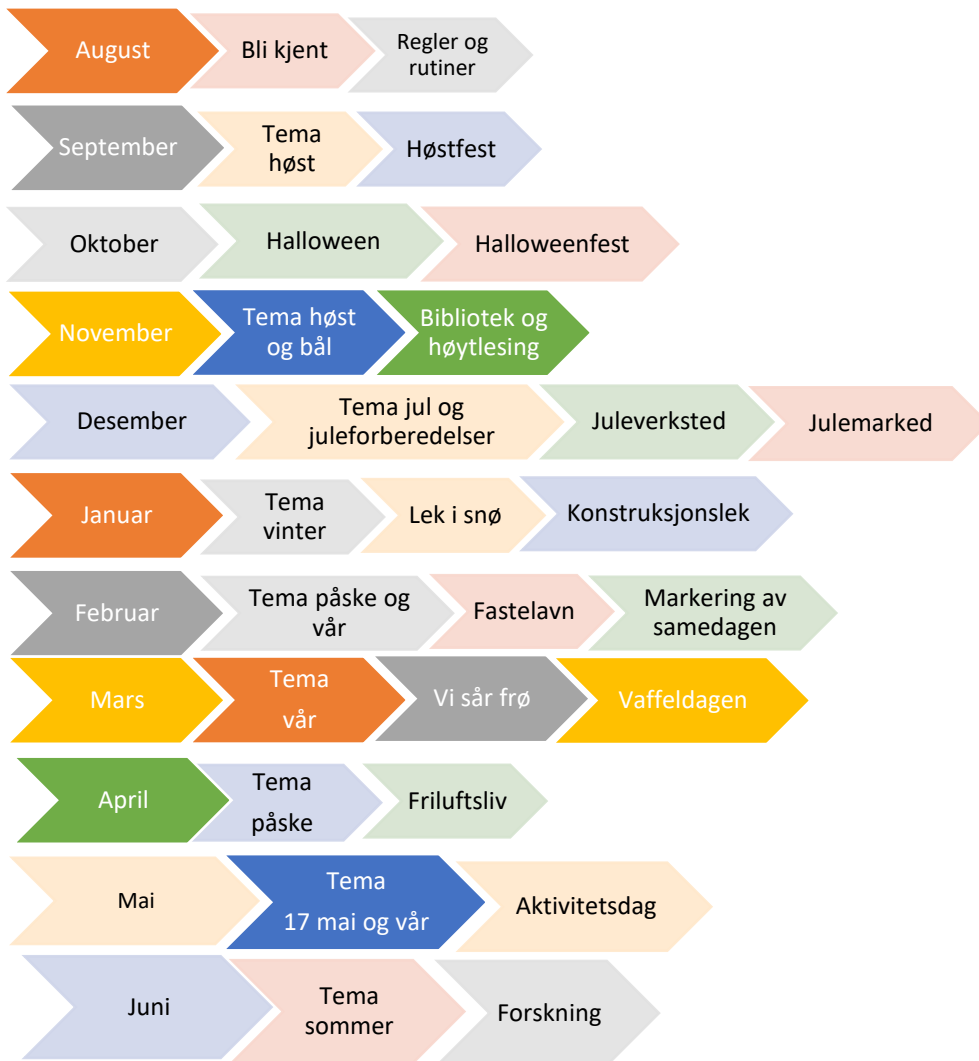 August
Bli kjent
Regler og
rutiner
September
Tema
høst
Høstfest
Oktober
Halloween
Halloweenfest
November
Tema høst
og bål
Bibliotek og
høytlesing
Desember
Tema jul og
juleforberedelser
Juleverksted
Julemarked
Januar
Tema
vinter
Lek i snø
Konstruksjonslek
Februar
Tema påske og
vår
Fastelavn
Markering av
samedagen
Mars
Tema
vår
Vi sår frø
Vaffeldagen
April
Tema
påske
Friluftsliv
Mai
Tema
17 mai og vår
Aktivitetsdag
Juni
Tema
sommer
Forskning